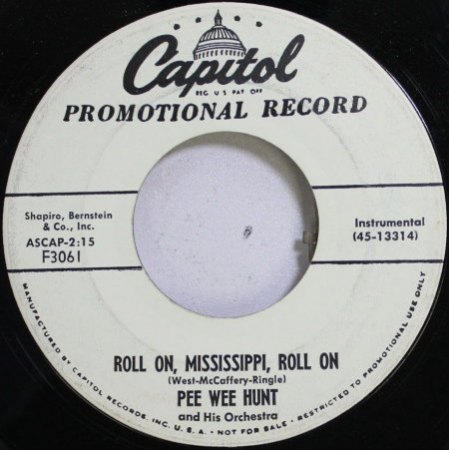 Capitol
REG. U.S. PAT. OFF.
PROMOTIONAL RECORD
Shapiro, Bernstein
& Co., Inc.
ASCAP-2:15
F3061
Instrumental
(45-13314)
ROLL ON, MISSISSIPPI, ROLL ON
(West-McCaffery-Ringle)
PEE WEE HUNT
and His Orchestra
MANUFACTURED BY CAPITOL RECORDS, INC. U.S.A. • NOT FOR SALE • RESTRICTED TO PROMOTIONAL USE ONLY